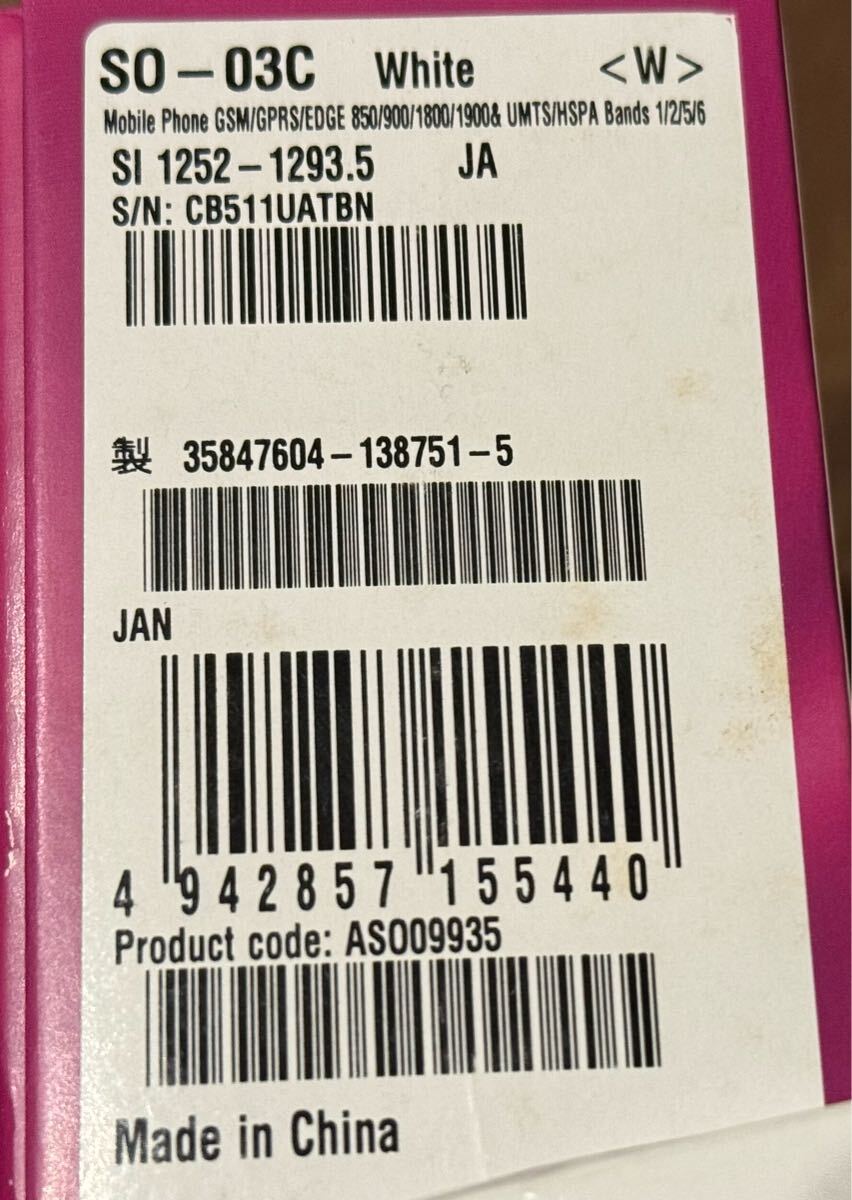 SO-03C White <W>
Mobile Phone GSM/GPRS/EDGE 850/900/1800/1900& UMTS/HSPA Bands 1/2/5/6
SI 1252-1293.5 JA
S/N: CB511UATBN
製 35847604-138751-5
JAN
4 942857 155440
Product code: ASO09935
Made in China